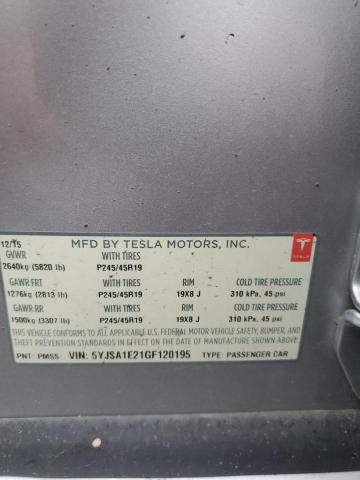 12/15
MFD BY TESLA MOTORS, INC.
TESLA
GVWR WITH TIRES
2640kg (5820 lb) P245/45R19
GAWR FRT WITH TIRES RIM COLD TIRE PRESSURE
1276kg (2813 lb) P245/45R19 19X8 J 310 kPa, 45 psi
GAWR RR WITH TIRES RIM COLD TIRE PRESSURE
1500kg (3307 lb) P245/45R19 19X8 J 310 kPa, 45 psi
THIS VEHICLE CONFORMS TO ALL APPLICABLE FEDERAL MOTOR VEHICLE SAFETY, BUMPER, AND
THEFT PREVENTION STANDARDS IN EFFECT ON THE DATE OF MANUFACTURE SHOWN ABOVE.
PNT: PMSS VIN: 5YJSA1E21GF120195 TYPE: PASSENGER CAR